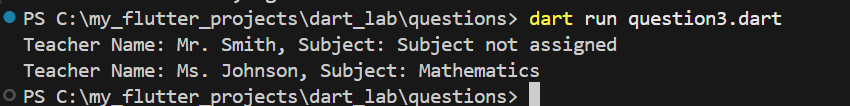 PS C:\my_flutter_projects\dart_lab\questions> dart run question3.dart
Teacher Name: Mr. Smith, Subject: Subject not assigned
Teacher Name: Ms. Johnson, Subject: Mathematics
PS C:\my_flutter_projects\dart_lab\questions>